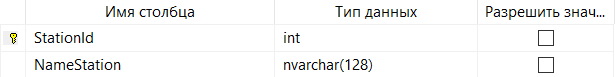 Имя столбца Тип данных Разрешить знач...
StationId int
NameStation nvarchar(128)